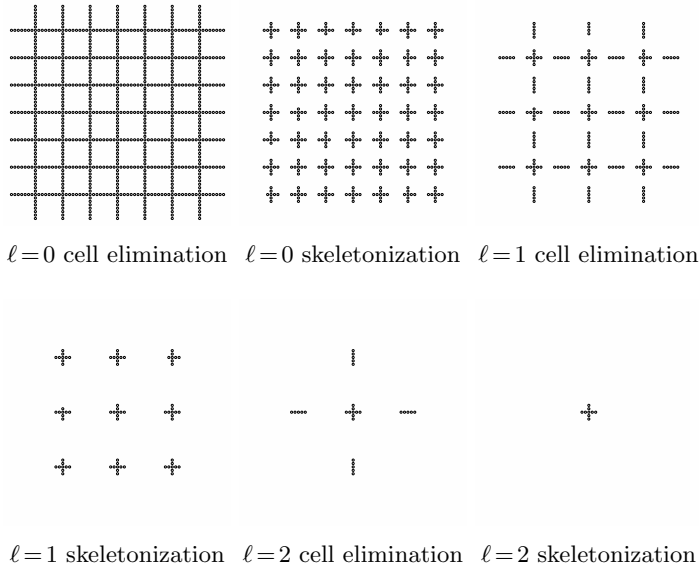 ℓ=0 cell elimination ℓ=0 skeletonization ℓ=1 cell elimination
ℓ=1 skeletonization ℓ=2 cell elimination ℓ=2 skeletonization